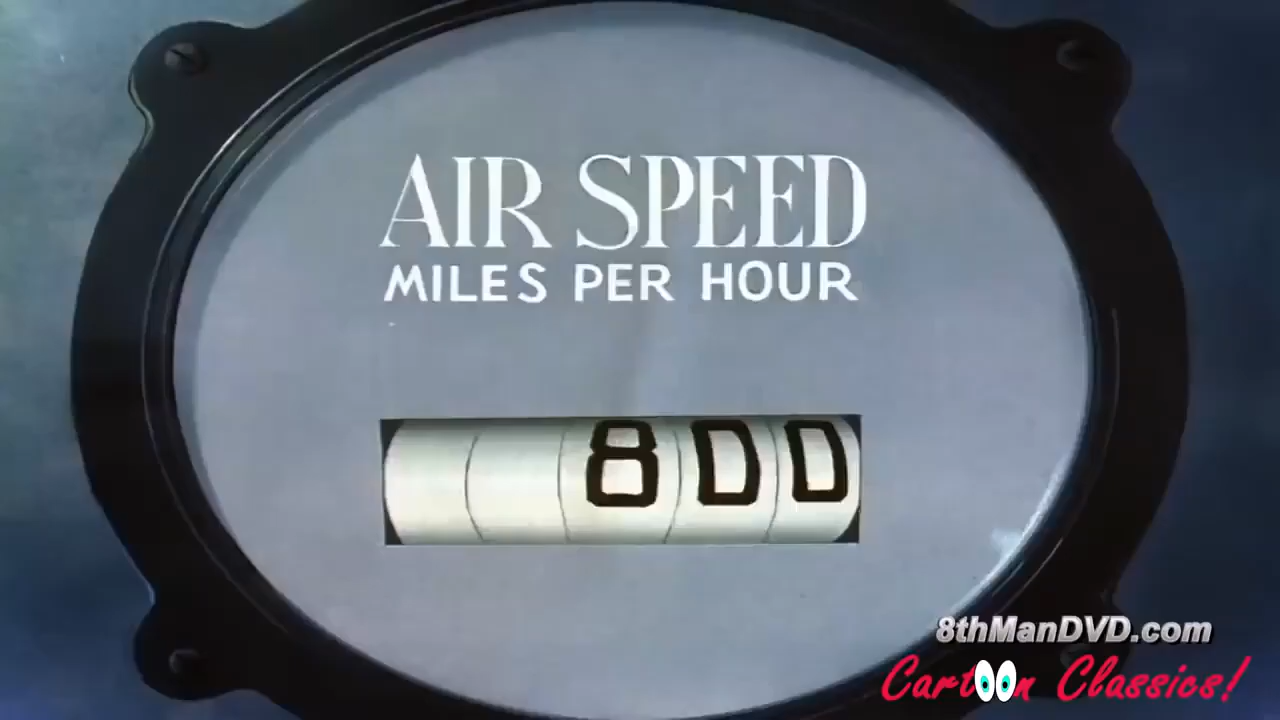 AIR SPEED
MILES PER HOUR
800
8thManDVD.com
Cartoon Classics!